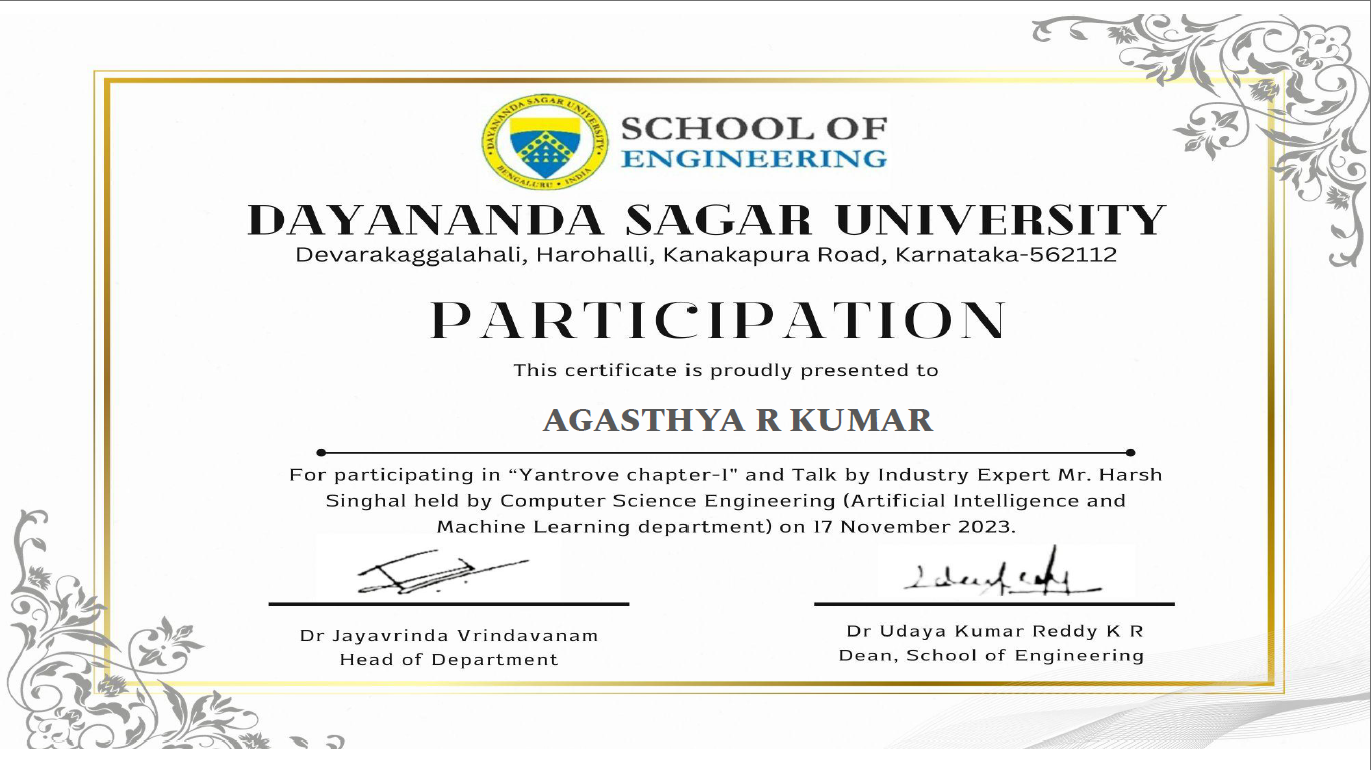 DAYANANDA SAGAR UNIVERSITY
BENGALURU • INDIA
SCHOOL OF
ENGINEERING
DAYANANDA SAGAR UNIVERSITY
Devarakaggalahali, Harohalli, Kanakapura Road, Karnataka-562112
PARTICIPATION
This certificate is proudly presented to
AGASTHYA R KUMAR
For participating in “Yantrove chapter-1" and Talk by Industry Expert Mr. Harsh
Singhal held by Computer Science Engineering (Artificial Intelligence and
Machine Learning department) on 17 November 2023.
Dr Jayavrinda Vrindavanam
Head of Department
Dr Udaya Kumar Reddy K R
Dean, School of Engineering